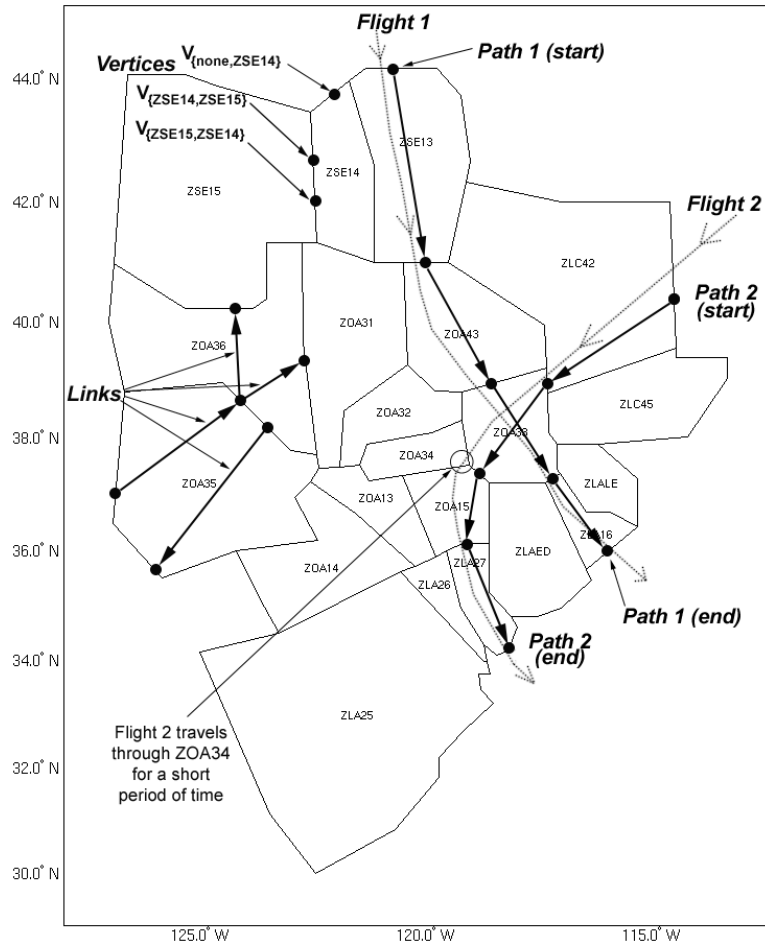 Flight 1
44.0° N
Vertices V{none,ZSE14}
Path 1 (start)
V{ZSE14,ZSE15}
V{ZSE15,ZSE14}
ZSE13
ZSE14
ZSE15
42.0° N
Flight 2
ZLC42
Path 2
(start)
40.0° N
ZOA31
ZOA43
ZOA36
Links
ZLC45
ZOA32
ZOA33
38.0° N
ZOA34
ZOA35
ZOA13
ZLALE
ZOA15
ZLA16
36.0° N
ZLAED
ZOA14
ZLA27
ZLA26
Path 1 (end)
Path 2
(end)
34.0° N
ZLA25
Flight 2 travels
through ZOA34
for a short
period of time
32.0° N
30.0° N
125.0° W
120.0° W
115.0° W